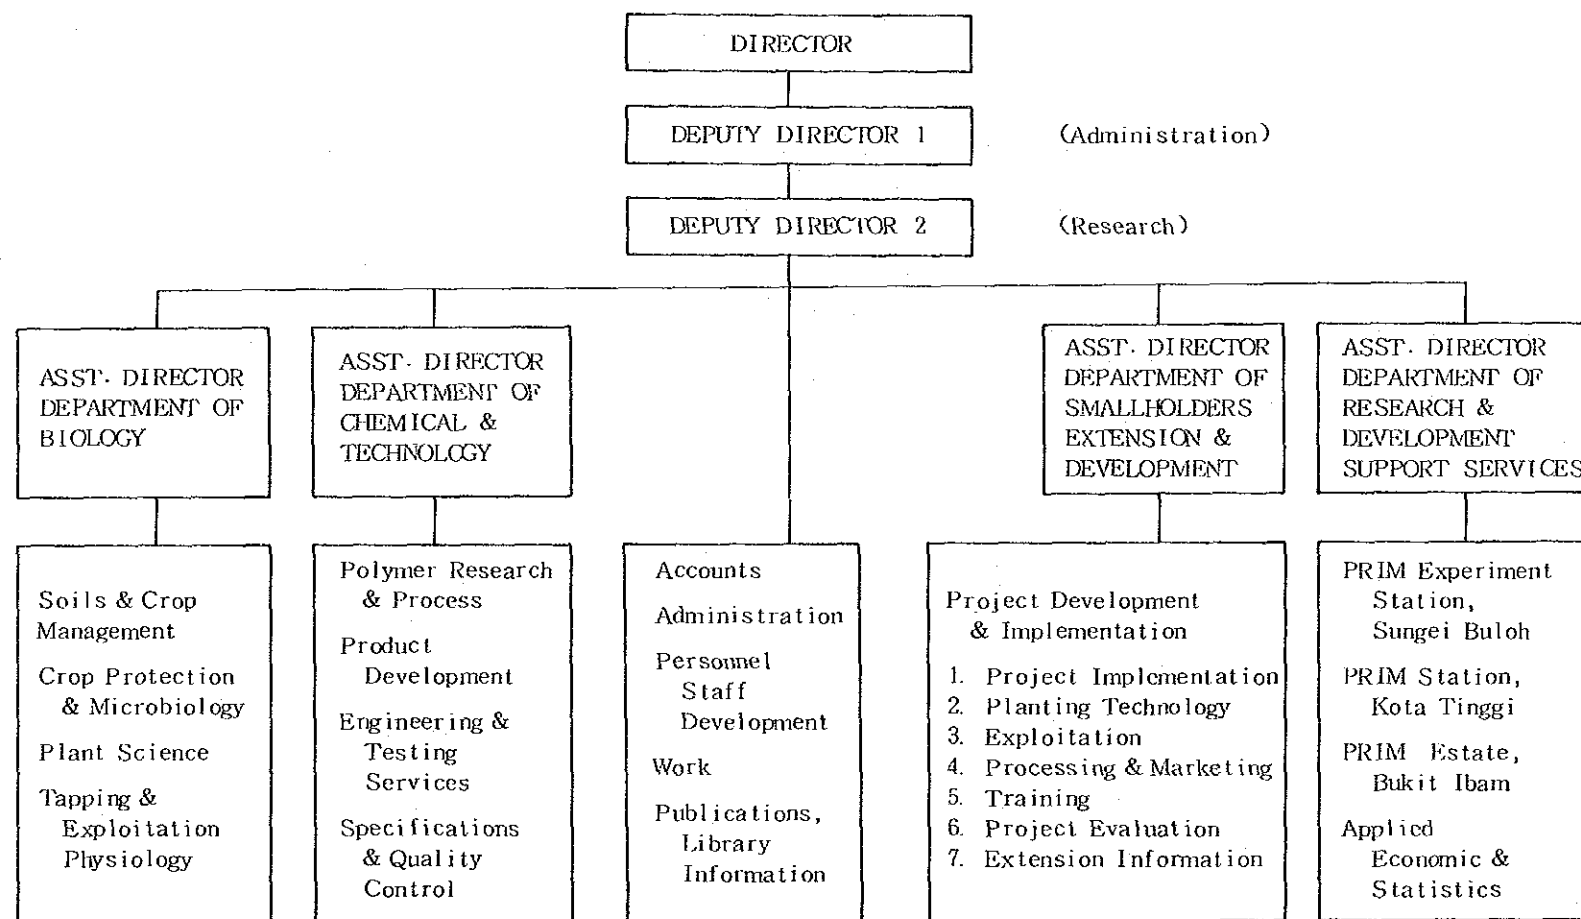 DIRECTOR
DEPUTY DIRECTOR 1
(Administration)
DEPUTY DIRECTOR 2
(Research)
ASST. DIRECTOR
DEPARTMENT OF
BIOLOGY
ASST. DIRECTOR
DEPARTMENT OF
CHEMICAL &
TECHNOLOGY
ASST. DIRECTOR
DEPARTMENT OF
SMALLHOLDERS
EXTENSION &
DEVELOPMENT
ASST. DIRECTOR
DEPARTMENT OF
RESEARCH &
DEVELOPMENT
SUPPORT SERVICES
Soils & Crop
Management
Crop Protection
& Microbiology
Plant Science
Tapping &
Exploitation
Physiology
Polymer Research
& Process
Product
Development
Engineering &
Testing
Services
Specifications
& Quality
Control
Accounts
Administration
Personnel
Staff
Development
Work
Publications,
Library
Information
Project Development
& Implementation
1. Project Implementation
2. Planting Technology
3. Exploitation
4. Processing & Marketing
5. Training
6. Project Evaluation
7. Extension Information
PRIM Experiment
Station,
Sungei Buloh
PRIM Station,
Kota Tinggi
PRIM Estate,
Bukit Ibam
Applied
Economic &
Statistics